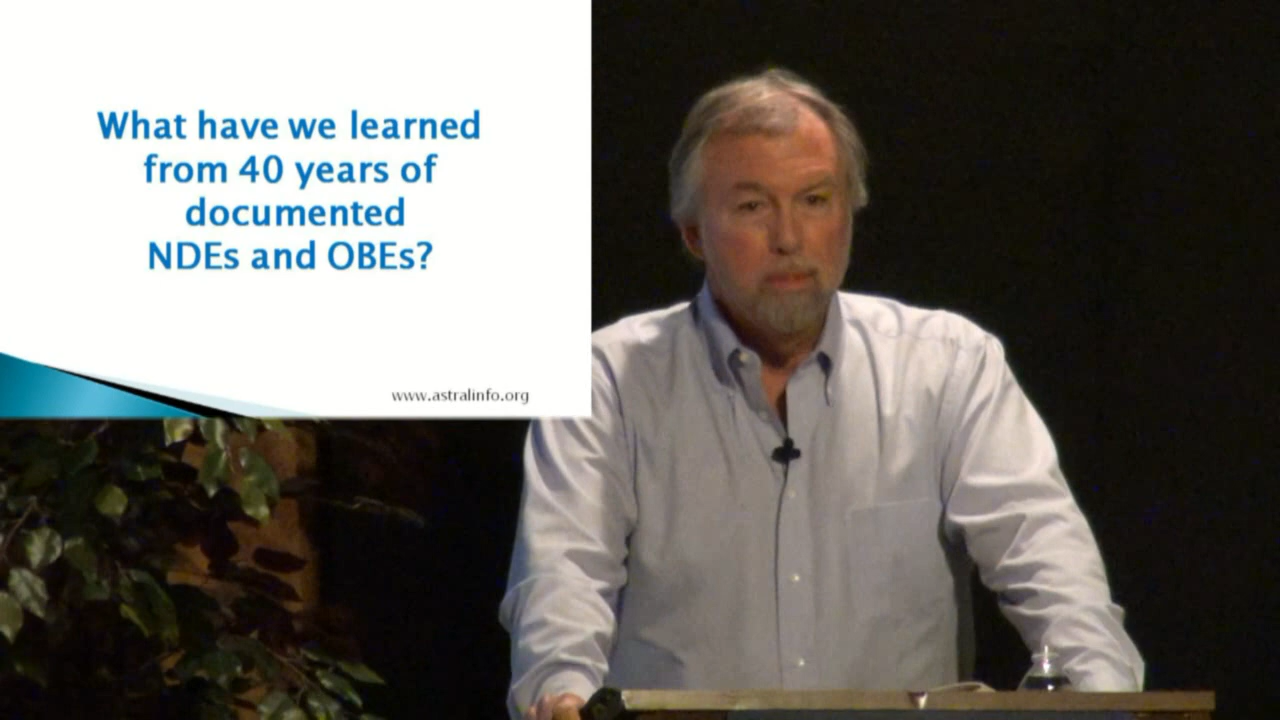 What have we learned
from 40 years of
documented
NDEs and OBEs?
www.astralinfo.org